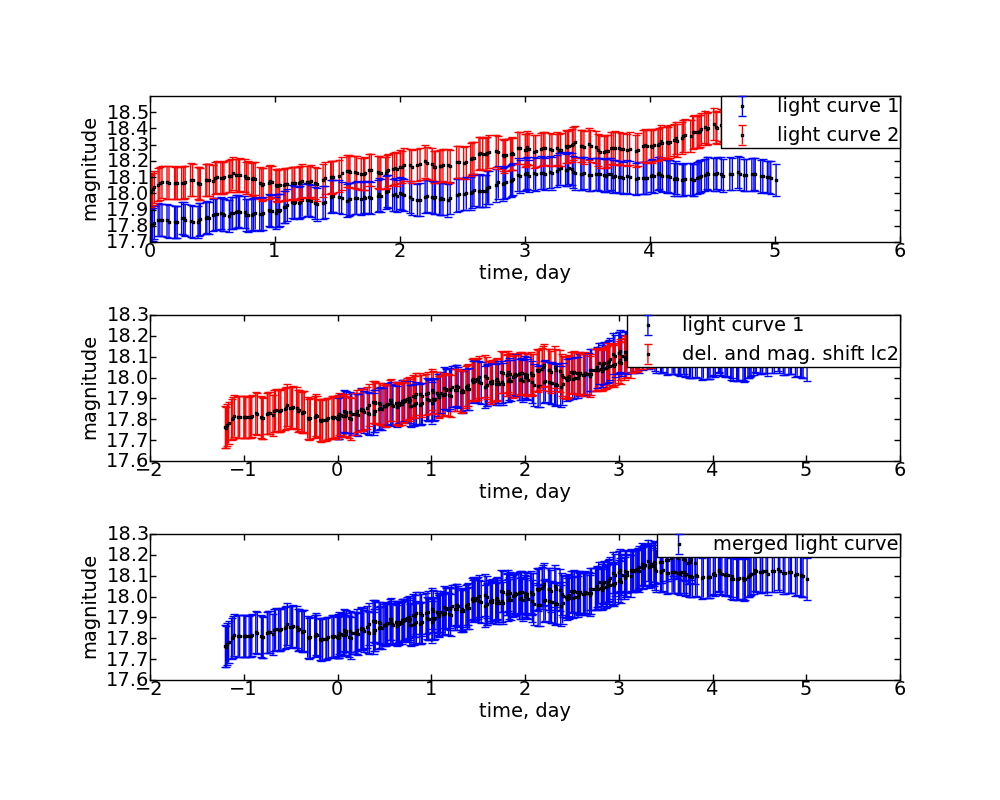 18.5
18.4
18.3
18.2
18.1
18.0
17.9
17.8
17.7
magnitude
light curve 1
light curve 2
0 1 2 3 4 5 6
time, day
18.3
18.2
18.1
18.0
17.9
17.8
17.7
17.6
magnitude
light curve 1
del. and mag. shift lc2
−2 −1 0 1 2 3 4 5 6
time, day
18.3
18.2
18.1
18.0
17.9
17.8
17.7
17.6
magnitude
merged light curve
−2 −1 0 1 2 3 4 5 6
time, day